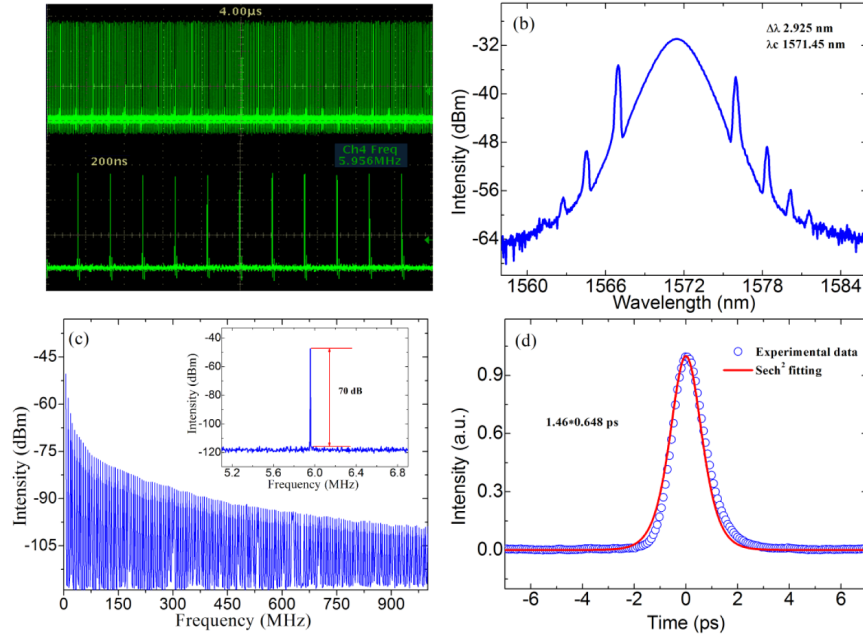 4.00μs
Ch4 Freq
5.956MHz
200ns
(b)
Δλ 2.925 nm
λc 1571.45 nm
-32
-40
-48
-56
-64
Intensity (dBm)
1560 1566 1572 1578 1584
Wavelength (nm)
(c)
-45
-60
-75
-90
-105
Intensity (dBm)
0 150 300 450 600 750 900
Frequency (MHz)
-40
-60
-80
-100
-120
Intensity (dBm)
70 dB
5.2 5.6 6.0 6.4 6.8
Frequency (MHz)
(d)
Experimental data
Sech² fitting
1.46*0.648 ps
0.9
0.6
0.3
0.0
Intensity (a.u.)
-6 -4 -2 0 2 4 6
Time (ps)